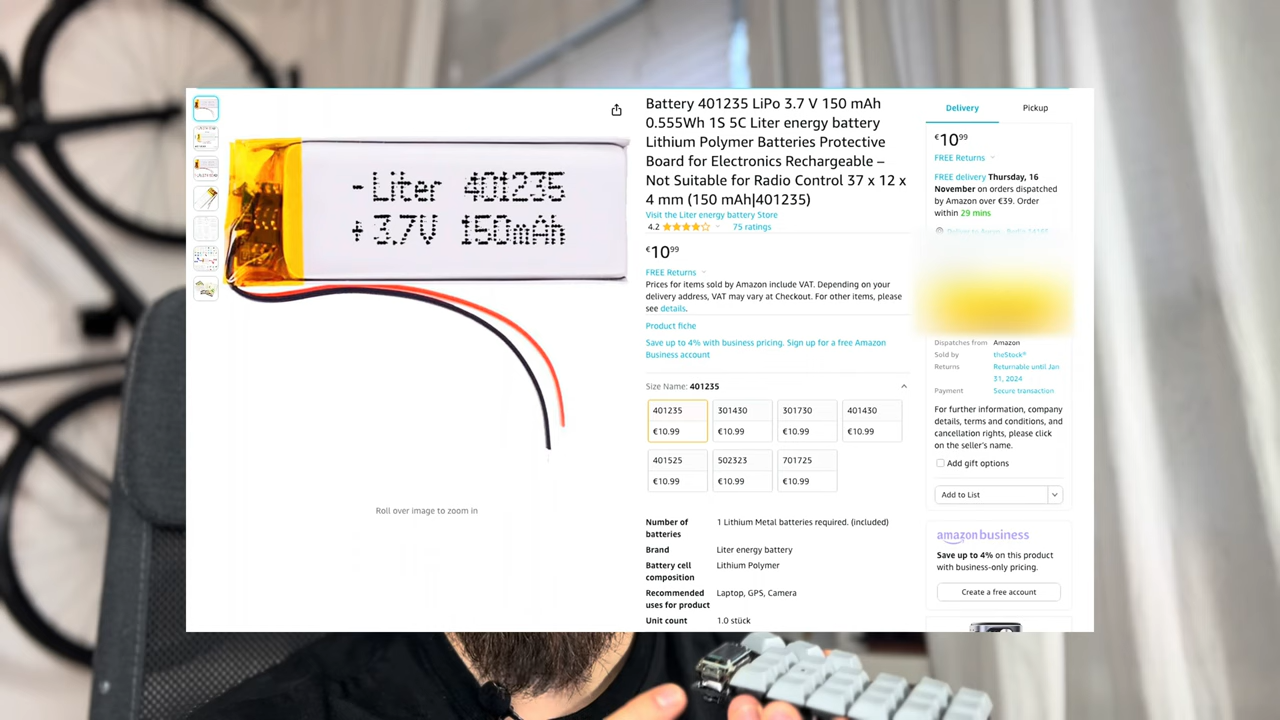 - Liter 401235
+ 3.7V 150mAh
Roll over image to zoom in
Battery 401235 LiPo 3.7 V 150 mAh
0.555Wh 1S 5C Liter energy battery
Lithium Polymer Batteries Protective
Board for Electronics Rechargeable –
Not Suitable for Radio Control 37 x 12 x
4 mm (150 mAh|401235)
Visit the Liter energy battery Store
4.2
75 ratings
€10⁹⁹
FREE Returns
Prices for items sold by Amazon include VAT. Depending on your
delivery address, VAT may vary at Checkout. For other items, please
see details.
Product fiche
Save up to 4% with business pricing. Sign up for a free Amazon
Business account
Size Name: 401235
401235 301430 301730 401430
€10.99 €10.99 €10.99 €10.99
401525 502323 701725
€10.99 €10.99 €10.99
Number of batteries 1 Lithium Metal batteries required. (included)
Brand Liter energy battery
Battery cell composition Lithium Polymer
Recommended uses for product Laptop, GPS, Camera
Unit count 1.0 stück
Delivery Pickup
€10⁹⁹
FREE Returns
FREE delivery Thursday, 16
November on orders dispatched
by Amazon over €39. Order
within 29 mins
Dispatches from Amazon
Sold by theStock®
Returns Returnable until Jan
31, 2024
Payment Secure transaction
For further information, company
details, terms and conditions, and
cancellation rights, please click
on the seller's name.
Add gift options
Add to List
amazon business
Save up to 4% on this product
with business-only pricing.
Create a free account